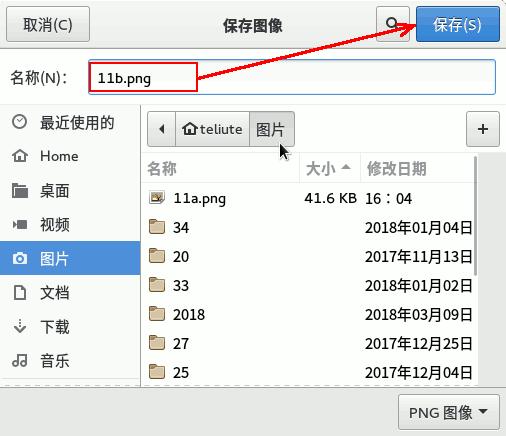 取消(C) 保存图像 保存(S)
名称(N)： 11b.png
最近使用的
Home
桌面
视频
图片
文档
下载
音乐
teliute 图片 +
名称 大小 修改日期
11a.png 41.6 KB 16：04
34 2018年01月04日
20 2017年11月13日
33 2018年01月02日
2018 2018年03月09日
27 2017年12月25日
25 2017年12月04日
PNG 图像